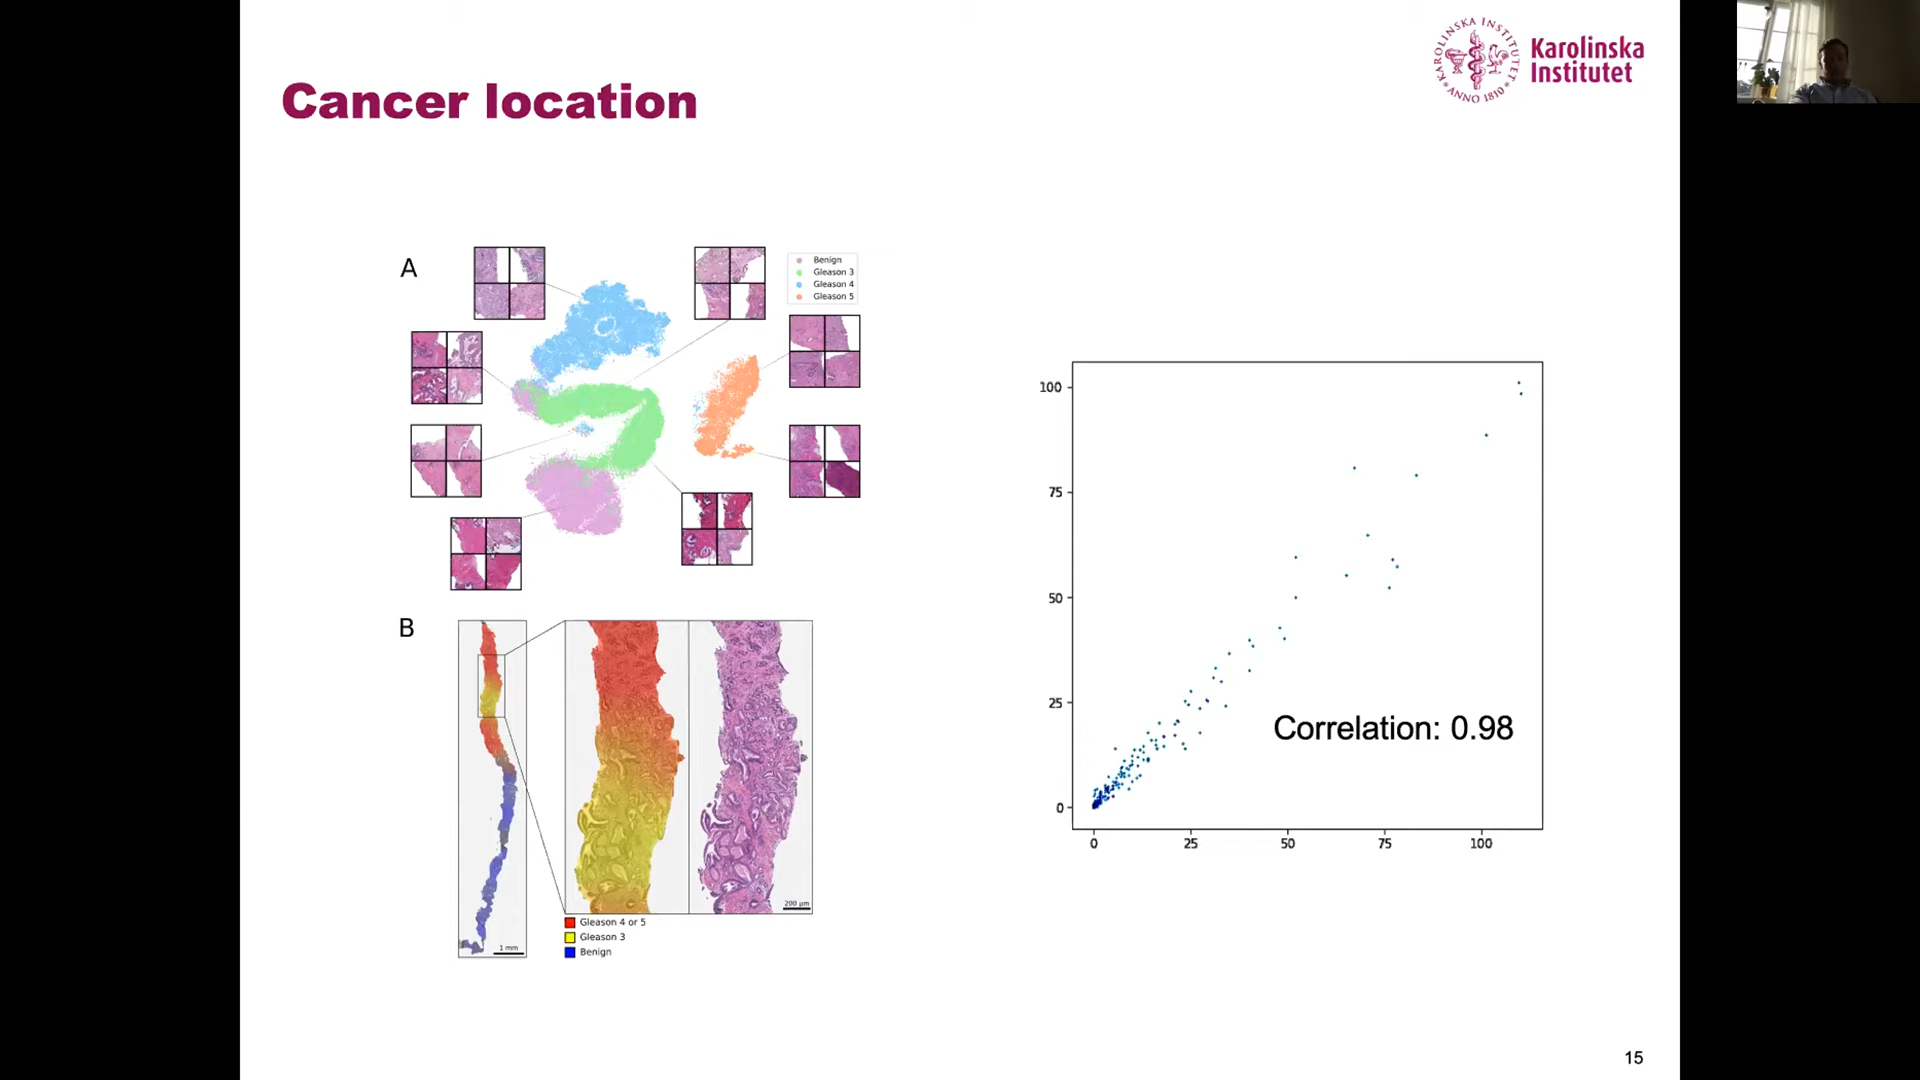 Cancer location
KAROLINSKA INSTITUTET
ANNO 1810
Karolinska
Institutet
A
Benign
Gleason 3
Gleason 4
Gleason 5
B
1 mm
200 µm
Gleason 4 or 5
Gleason 3
Benign
100
75
50
25
0
Correlation: 0.98
0 25 50 75 100
15